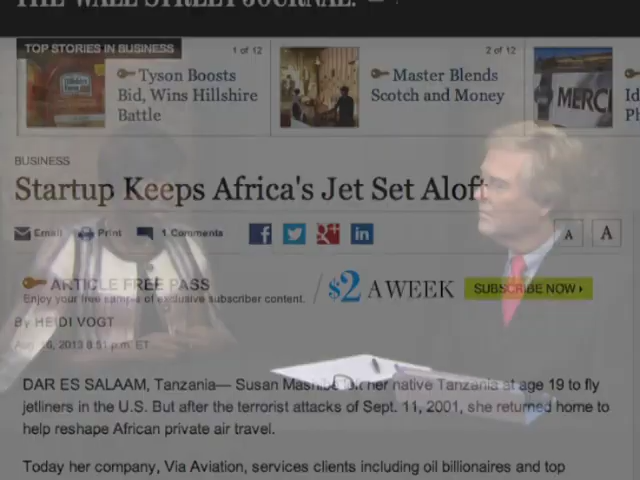 THE WALL STREET JOURNAL.
TOP STORIES IN BUSINESS
1 of 12
Tyson Boosts
Bid, Wins Hillshire
Battle
2 of 12
Master Blends
Scotch and Money
MERCI
BUSINESS
Startup Keeps Africa's Jet Set Aloft
Email
Print
1 Comments
A
A
ARTICLE FREE PASS
Enjoy your free sample of exclusive subscriber content.
$2 A WEEK
SUBSCRIBE NOW
By HEIDI VOGT
2013 8:51 p.m. ET
DAR ES SALAAM, Tanzania— Susan her native Tanzania at age 19 to fly
jetliners in the U.S. But after the terrorist attacks of Sept. 11, 2001, she returned home to
help reshape African private air travel.
Today her company, Via Aviation, services clients including oil billionaires and top